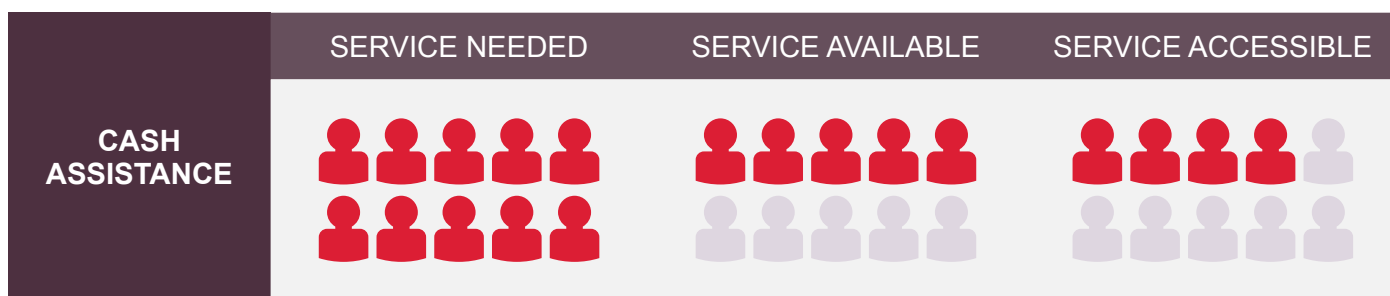 SERVICE NEEDED
SERVICE AVAILABLE
SERVICE ACCESSIBLE
CASH
ASSISTANCE